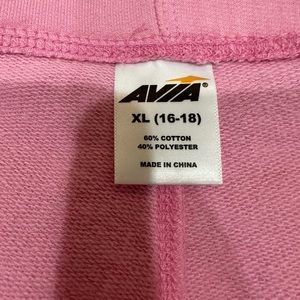 AVIA®
XL (16-18)
60% COTTON
40% POLYESTER
MADE IN CHINA